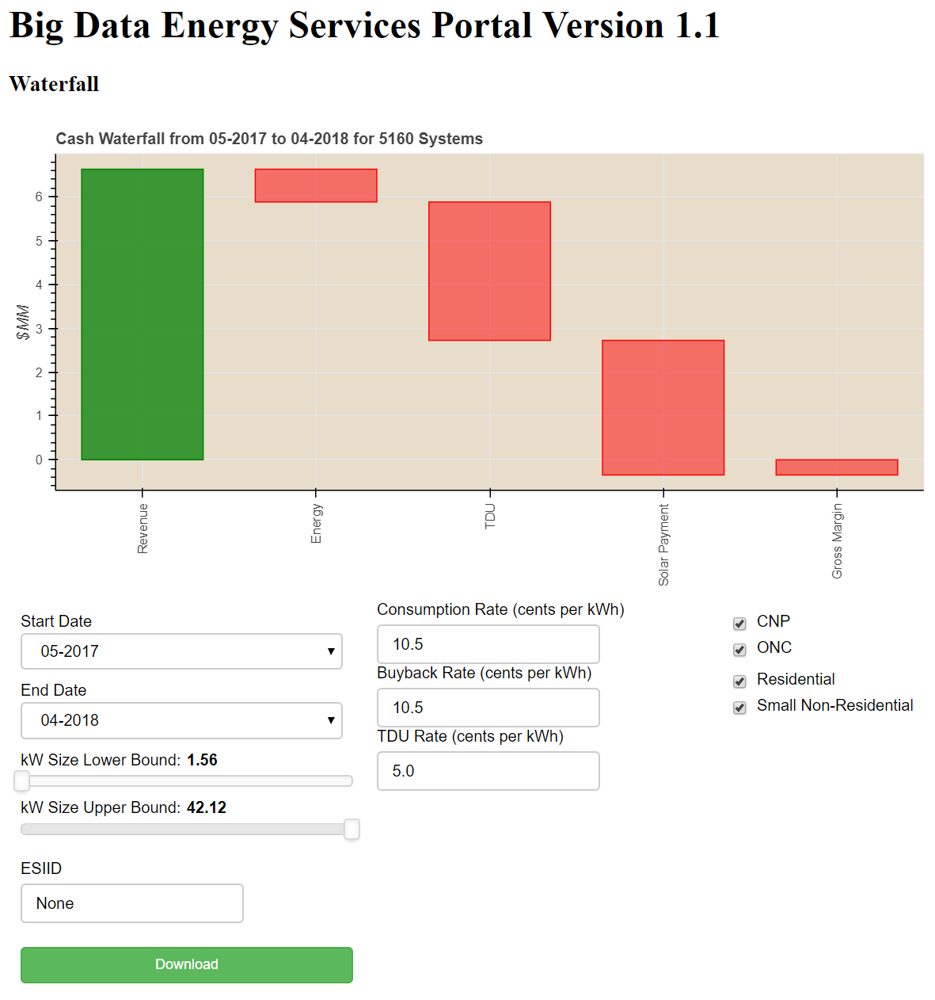 Big Data Energy Services Portal Version 1.1
Waterfall
Cash Waterfall from 05-2017 to 04-2018 for 5160 Systems
$MM
6
5
4
3
2
1
0
Revenue
Energy
TDU
Solar Payment
Gross Margin
Start Date
05-2017
End Date
04-2018
kW Size Lower Bound: 1.56
kW Size Upper Bound: 42.12
ESIID
None
Download
Consumption Rate (cents per kWh)
10.5
Buyback Rate (cents per kWh)
10.5
TDU Rate (cents per kWh)
5.0
CNP
ONC
Residential
Small Non-Residential